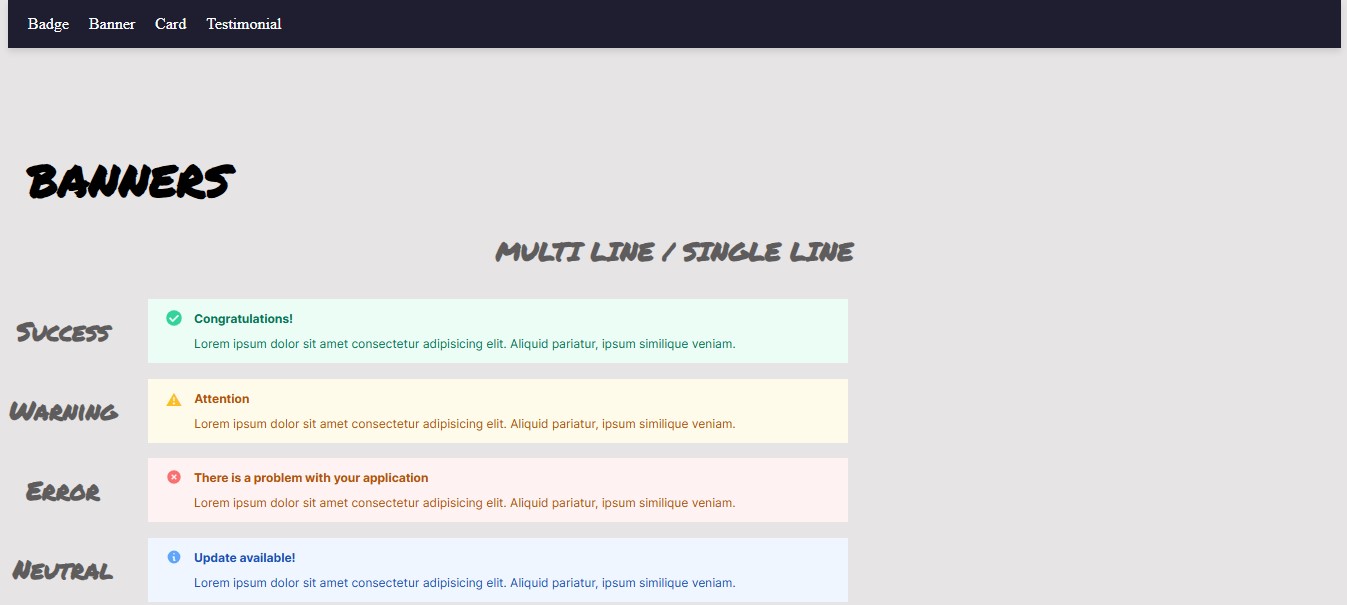 Badge Banner Card Testimonial
BANNERS
MULTI LINE / SINGLE LINE
Success
Congratulations!
Lorem ipsum dolor sit amet consectetur adipisicing elit. Aliquid pariatur, ipsum similique veniam.
Warning
Attention
Lorem ipsum dolor sit amet consectetur adipisicing elit. Aliquid pariatur, ipsum similique veniam.
Error
There is a problem with your application
Lorem ipsum dolor sit amet consectetur adipisicing elit. Aliquid pariatur, ipsum similique veniam.
Neutral
Update available!
Lorem ipsum dolor sit amet consectetur adipisicing elit. Aliquid pariatur, ipsum similique veniam.